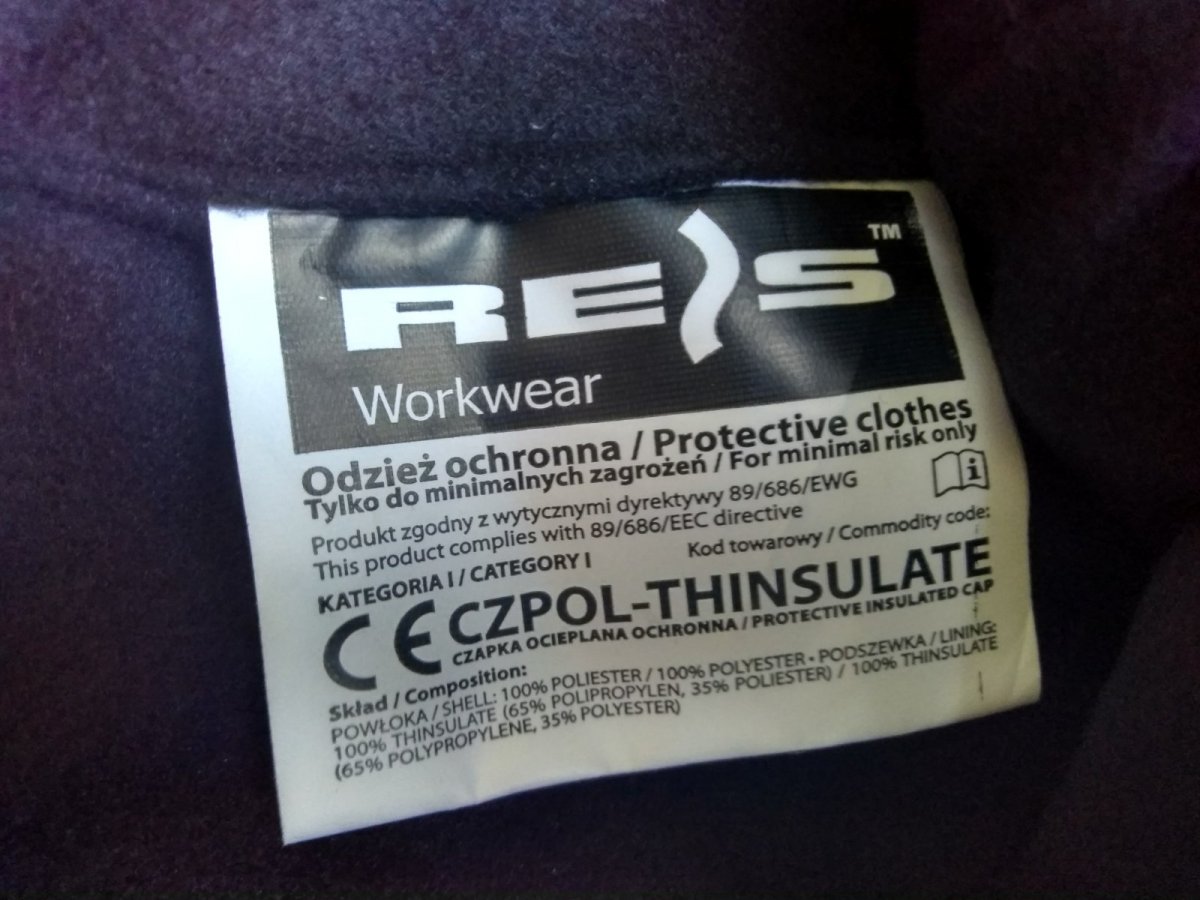 REIS™
Workwear
Odzież ochronna / Protective clothes
Tylko do minimalnych zagrożeń / For minimal risk only
Produkt zgodny z wytycznymi dyrektywy 89/686/EWG
This product complies with 89/686/EEC directive
KATEGORIA I / CATEGORY I
Kod towarowy / Commodity code:
CE CZPOL-THINSULATE
CZAPKA OCIEPLANA OCHRONNA / PROTECTIVE INSULATED CAP
Skład / Composition:
POWŁOKA / SHELL: 100% POLIESTER / 100% POLYESTER • PODSZEWKA / LINING:
100% THINSULATE (65% POLIPROPYLEN, 35% POLIESTER) / 100% THINSULATE
(65% POLYPROPYLENE, 35% POLYESTER)